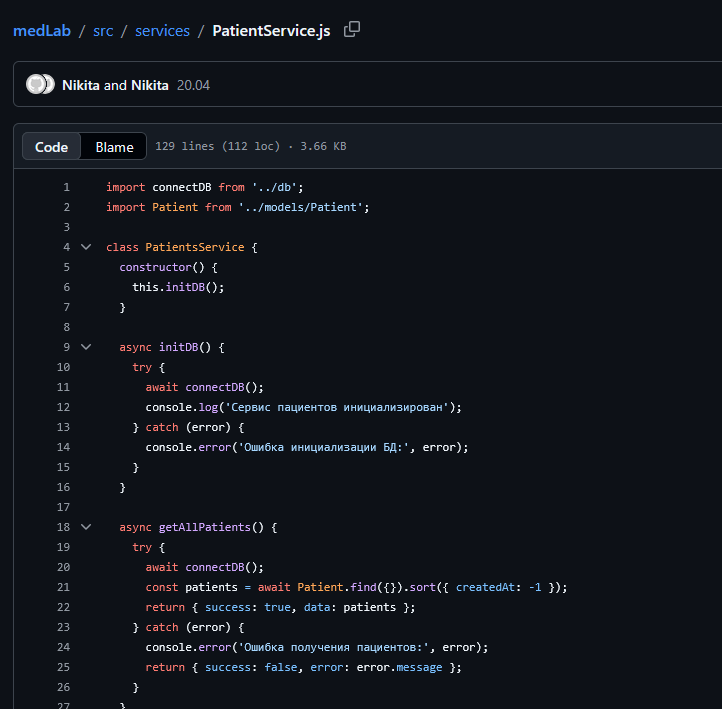 medLab / src / services / PatientService.js
Nikita and Nikita 20.04
Code Blame 129 lines (112 loc) · 3.66 KB
1 import connectDB from '../db';
2 import Patient from '../models/Patient';
3
4 class PatientsService {
5 constructor() {
6 this.initDB();
7 }
8
9 async initDB() {
10 try {
11 await connectDB();
12 console.log('Сервис пациентов инициализирован');
13 } catch (error) {
14 console.error('Ошибка инициализации БД:', error);
15 }
16 }
17
18 async getAllPatients() {
19 try {
20 await connectDB();
21 const patients = await Patient.find({}).sort({ createdAt: -1 });
22 return { success: true, data: patients };
23 } catch (error) {
24 console.error('Ошибка получения пациентов:', error);
25 return { success: false, error: error.message };
26 }
27 }